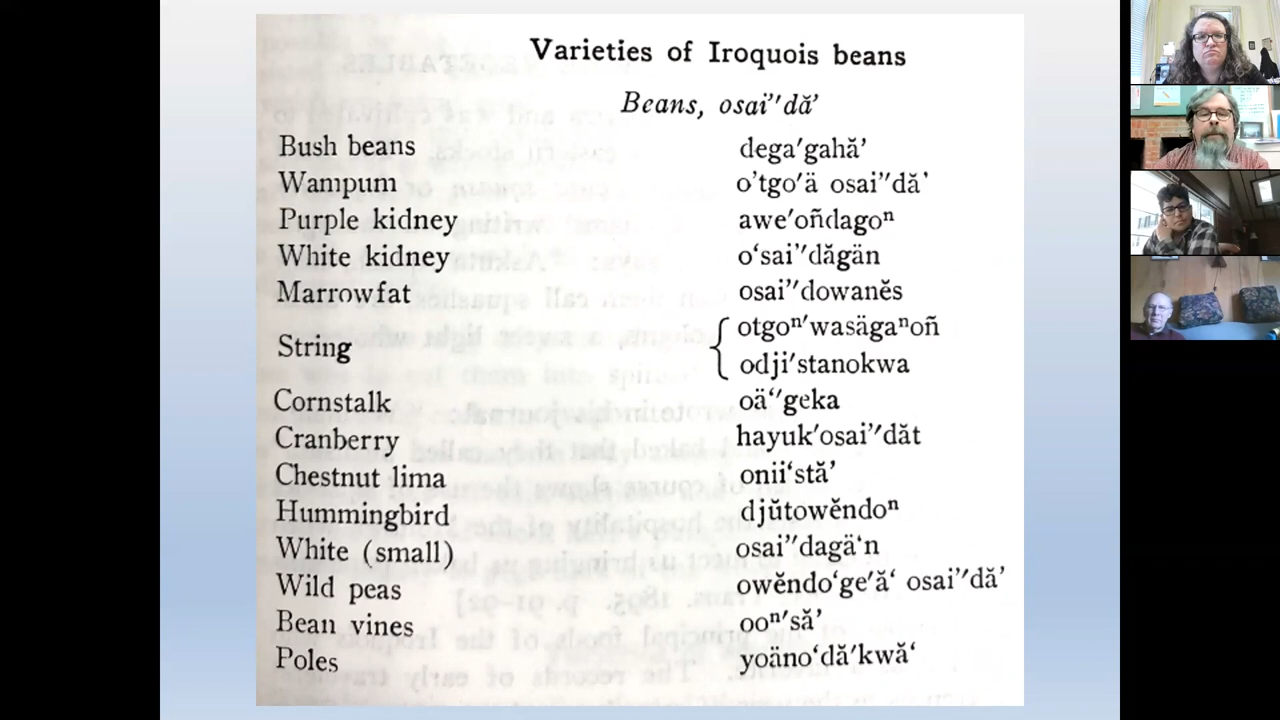 Varieties of Iroquois beans
Beans, osai’′dă’
Bush beans dega′gahă’
Wampum o’tgo′ä osai’′dă’
Purple kidney awe′oñdagoⁿ
White kidney o‘sai’′dăgän
Marrowfat osai’′dowanĕs
String { otgoⁿ′wasägaⁿoñ
odji′stanokwa
Cornstalk oä‘′geka
Cranberry hayuk′osai’′dăt
Chestnut lima onii‘stă’
Hummingbird djŭtowĕndoⁿ
White (small) osai’′dagä‘n
Wild peas owĕndo‘ge′ă‘ osai’′dă’
Bean vines ooⁿ′să’
Poles yoäno‘dă′kwă‘